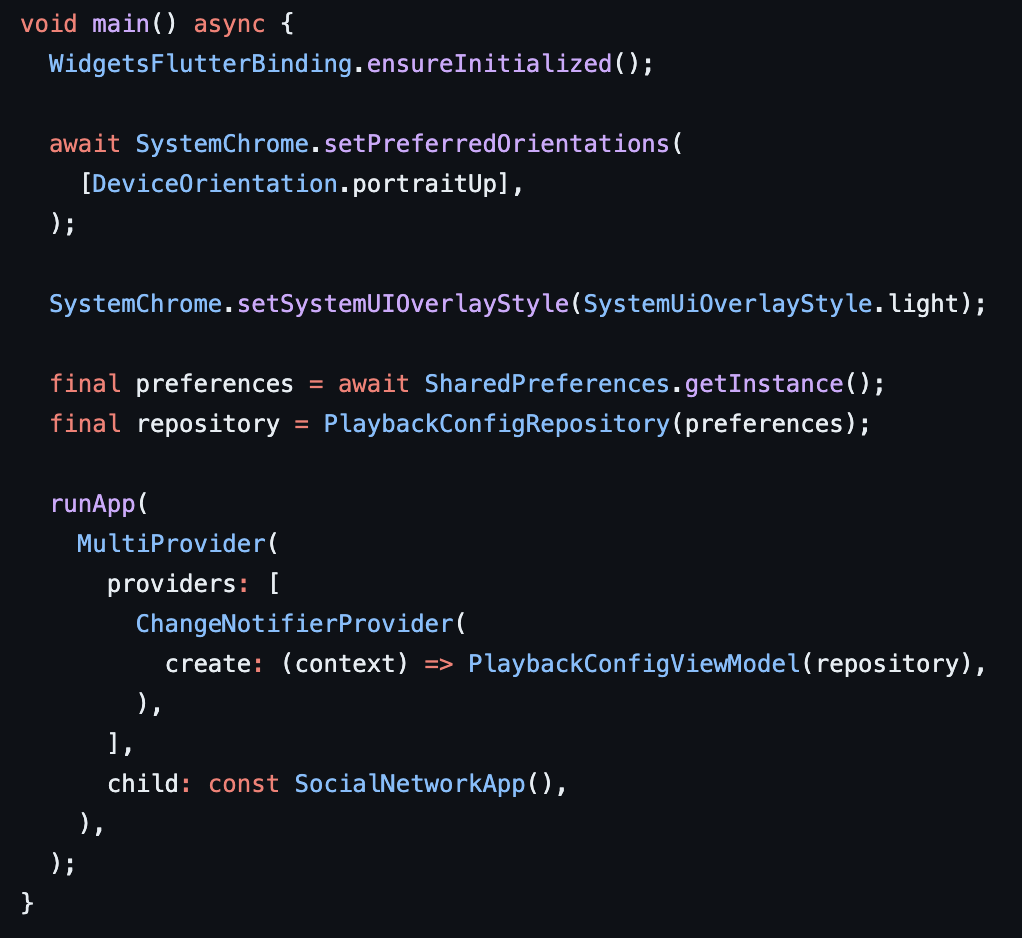 void main() async {
  WidgetsFlutterBinding.ensureInitialized();

  await SystemChrome.setPreferredOrientations(
    [DeviceOrientation.portraitUp],
  );

  SystemChrome.setSystemUIOverlayStyle(SystemUiOverlayStyle.light);

  final preferences = await SharedPreferences.getInstance();
  final repository = PlaybackConfigRepository(preferences);

  runApp(
    MultiProvider(
      providers: [
        ChangeNotifierProvider(
          create: (context) => PlaybackConfigViewModel(repository),
        ),
      ],
      child: const SocialNetworkApp(),
    ),
  );
}